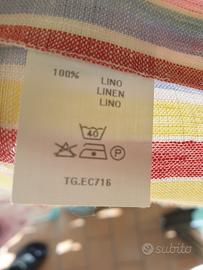 100% LINO
LINEN
LINO
40
P
TG.EC716
subito